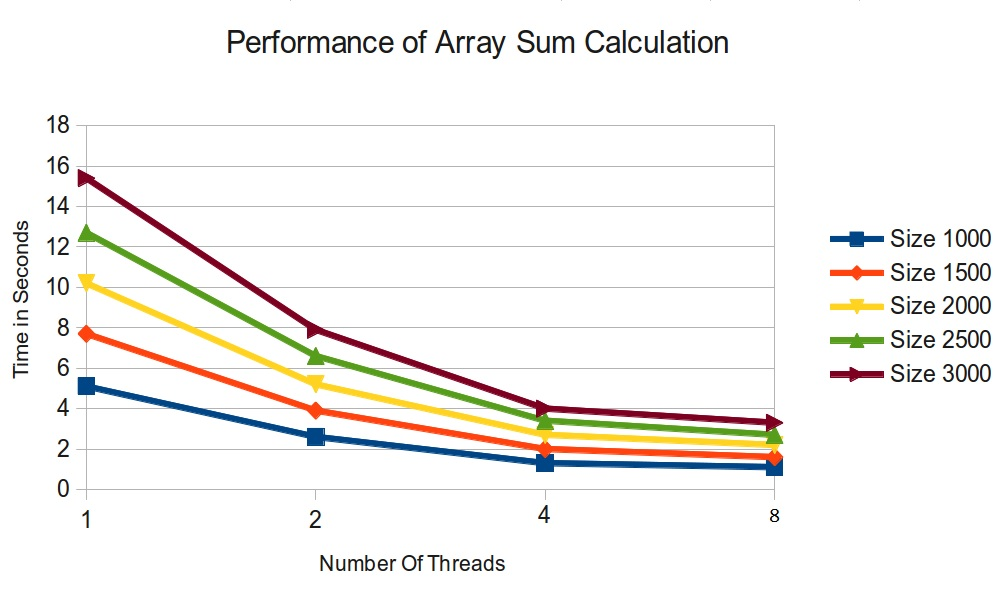 Performance of Array Sum Calculation
18
16
14
12
10
8
6
4
2
0
Time in Seconds
1
2
4
8
Number Of Threads
Size 1000
Size 1500
Size 2000
Size 2500
Size 3000